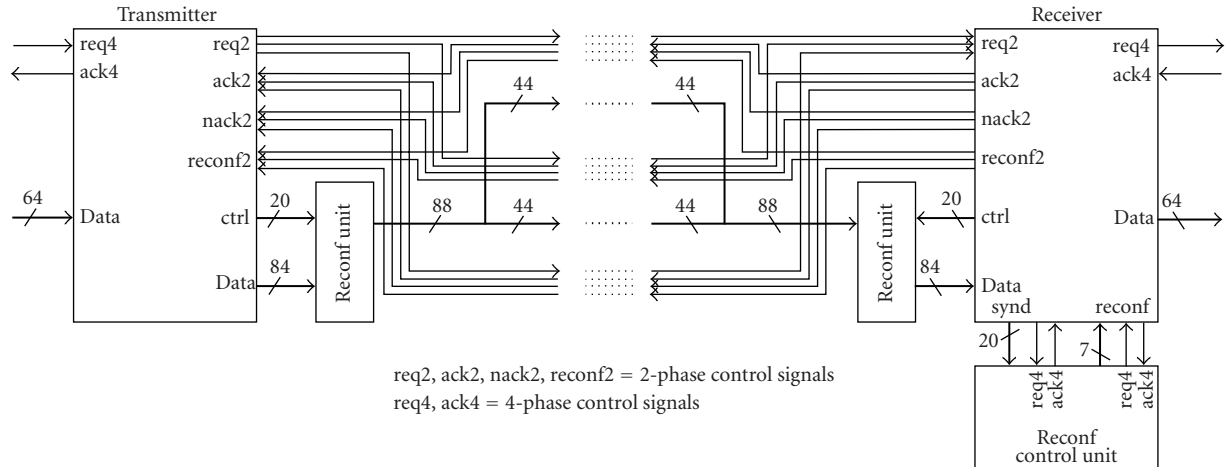 Transmitter
Receiver
req4
req2
req2
req4
ack4
ack2
ack2
ack4
44
44
nack2
nack2
reconf2
reconf2
64
Data
ctrl
20
Reconf unit
88
44
44
88
Reconf unit
20
ctrl
Data
64
Data
84
84
Data
synd
reconf
20
7
req4
ack4
req4
ack4
req2, ack2, nack2, reconf2 = 2-phase control signals
req4, ack4 = 4-phase control signals
Reconf
control unit